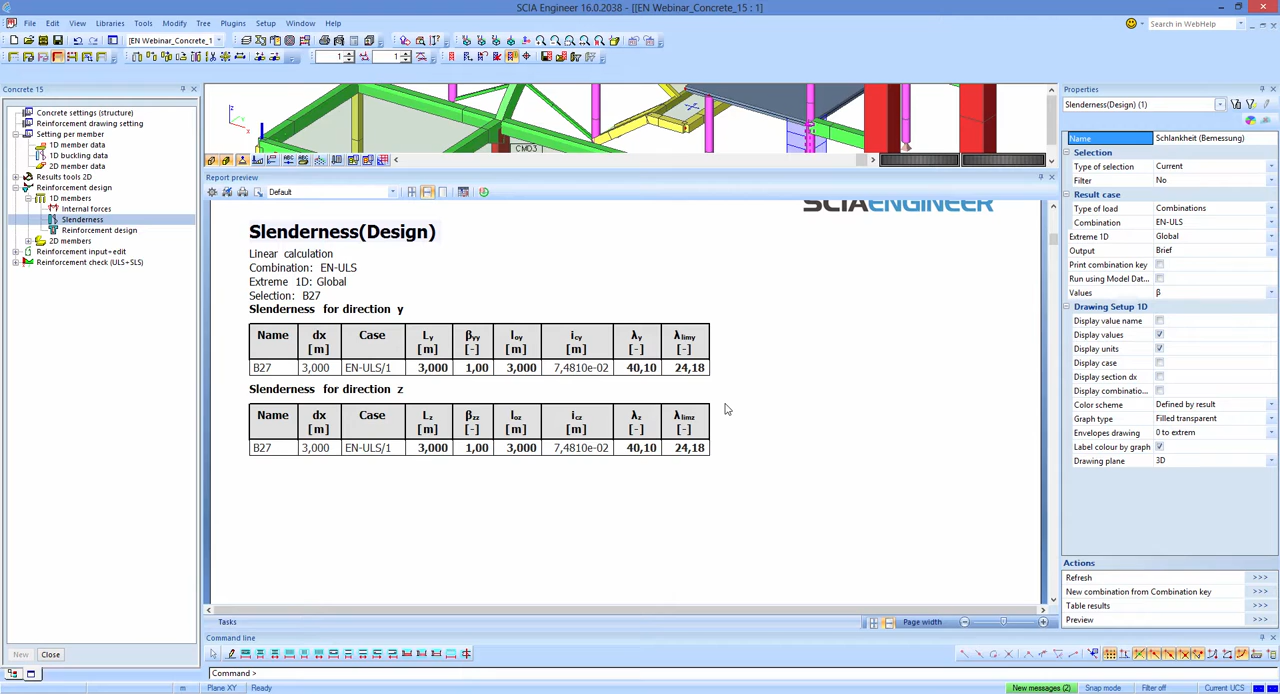 SCIA Engineer 16.0.2038 - [[EN Webinar_Concrete_15 : 1]
File Edit View Libraries Tools Modify Tree Plugins Setup Window Help
Search in WebHelp
[EN Webinar_Concrete_1
1 1
Concrete 15
Concrete settings (structure)
Reinforcement drawing setting
Setting per member
1D member data
1D buckling data
2D member data
Results tools 2D
Reinforcement design
1D members
Internal forces
Slenderness
Reinforcement design
2D members
Reinforcement input+edit
Reinforcement check (ULS+SLS)
New Close
CMO3
Report preview
Default
SCIAENGINEER
Slenderness(Design)
Linear calculation
Combination: EN-ULS
Extreme 1D: Global
Selection: B27
Slenderness for direction y
Name dx Case Ly βyy loy icy λy λlimy
[m] [m] [-] [m] [m] [-] [-]
B27 3,000 EN-ULS/1 3,000 1,00 3,000 7,4810e-02 40,10 24,18
Slenderness for direction z
Name dx Case Lz βzz loz icz λz λlimz
[m] [m] [-] [m] [m] [-] [-]
B27 3,000 EN-ULS/1 3,000 1,00 3,000 7,4810e-02 40,10 24,18
Tasks
Page width
Command line
Command >
Properties
Slenderness(Design) (1)
Name Schlankheit (Bemessung)
Selection
Type of selection Current
Filter No
Result case
Type of load Combinations
Combination EN-ULS
Extreme 1D Global
Output Brief
Print combination key
Run using Model Dat...
Values β
Drawing Setup 1D
Display value name
Display values
Display units
Display case
Display section dx
Display combinatio...
Color scheme Defined by result
Graph type Filled transparent
Envelopes drawing 0 to extrem
Label colour by graph
Drawing plane 3D
Actions
Refresh >>>
New combination from Combination key >>>
Table results >>>
Preview >>>
m Plane XY Ready New messages (2) Snap mode Filter off Current UCS